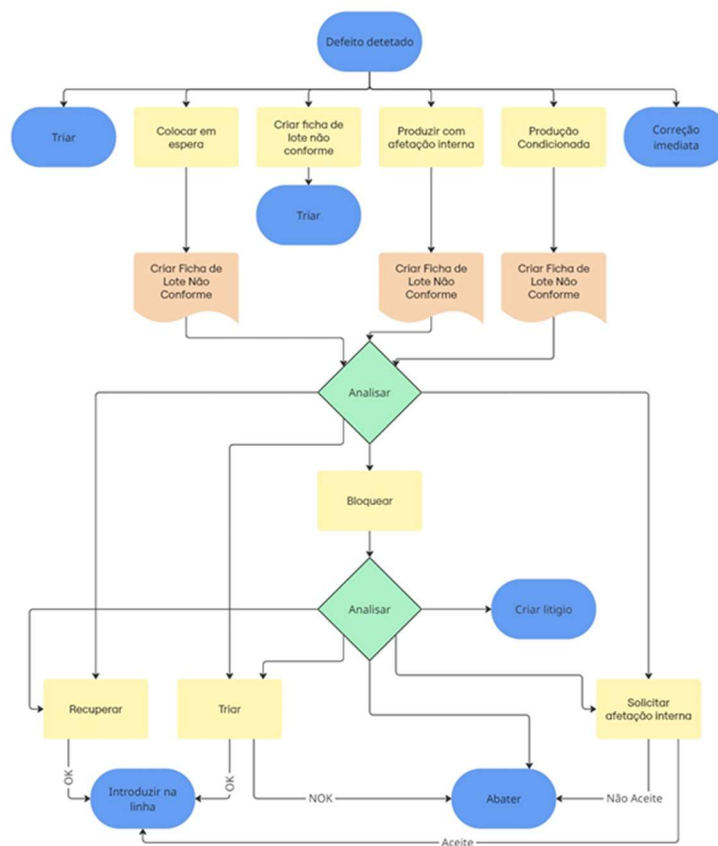 Defeito detetado
Triar
Colocar em
espera
Criar ficha de
lote não
conforme
Produzir com
afetação interna
Produção
Condicionada
Correção
imediata
Triar
Criar Ficha de
Lote Não
Conforme
Criar Ficha de
Lote Não
Conforme
Criar Ficha de
Lote Não
Conforme
Analisar
Bloquear
Analisar
Criar litigio
Recuperar
Triar
Solicitar
afetação interna
OK
OK
Introduzir na
linha
NOK
Abater
Não Aceite
Aceite